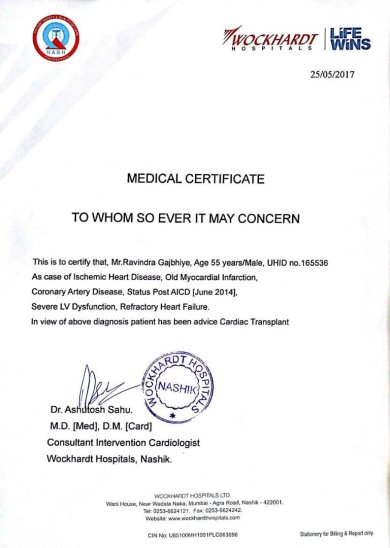 NABH
WOCKHARDT
HOSPITALS
LiFE
WiNS
25/05/2017
MEDICAL CERTIFICATE
TO WHOM SO EVER IT MAY CONCERN
This is to certify that, Mr.Ravindra Gajbhiye, Age 55 years/Male, UHID no.165536
As case of Ischemic Heart Disease, Old Myocardial Infarction,
Coronary Artery Disease, Status Post AICD [June 2014],
Severe LV Dysfunction, Refractory Heart Failure.
In view of above diagnosis patient has been advice Cardiac Transplant
WOCKHARDT HOSPITALS
NASHIK
Dr. Ashutosh Sahu.
M.D. [Med], D.M. [Card]
Consultant Intervention Cardiologist
Wockhardt Hospitals, Nashik.
WOCKHARDT HOSPITALS LTD.
Wani House, Near Wadala Naka, Mumbai - Agra Road, Nashik - 422001.
Tel: 0253-6624121. Fax: 0253-6624242.
Website: www.wockhardthospitals.com
CIN No: U85100MH1991PLC063096
Stationery for Billing & Report only.